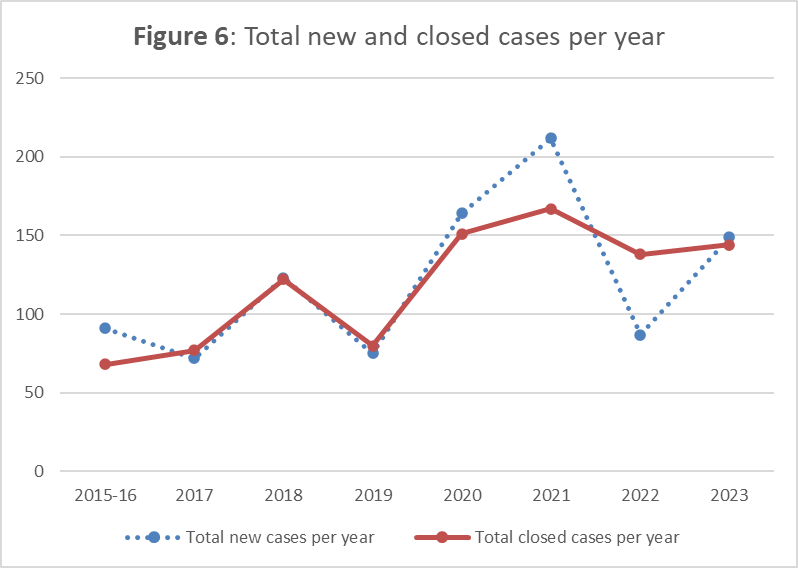 Figure 6: Total new and closed cases per year
250
200
150
100
50
0
2015-16 2017 2018 2019 2020 2021 2022 2023
Total new cases per year Total closed cases per year